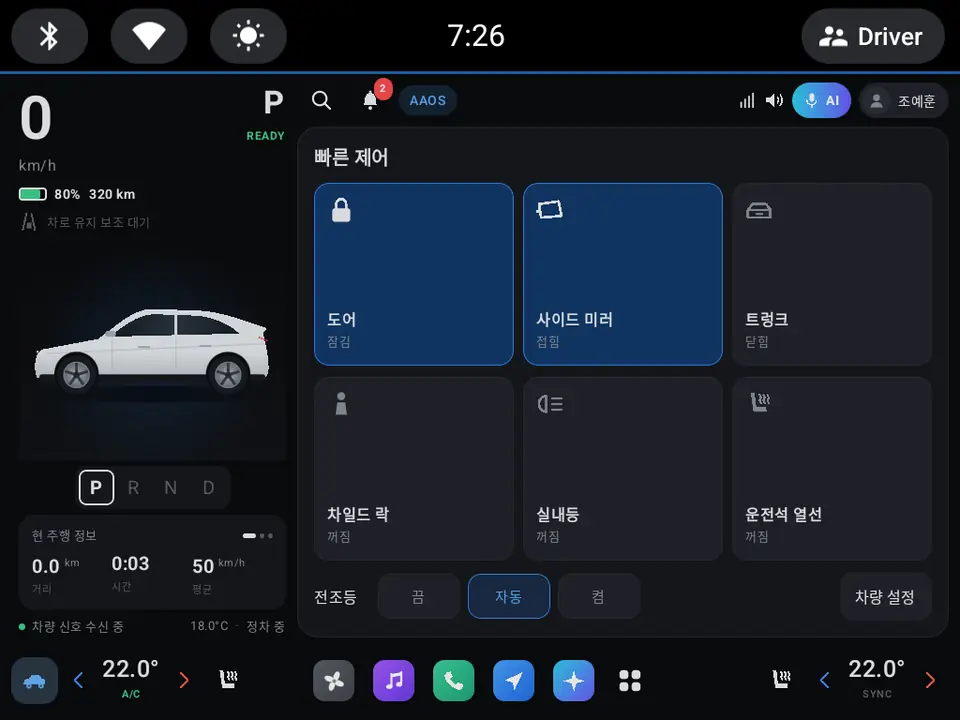 7:26
Driver
0
P
READY
km/h
80% 320 km
차로 유지 보조 대기
P R N D
현 주행 정보
0.0 km 0:03 50 km/h
거리 시간 평균
차량 신호 수신 중 18.0°C · 정차 중
2
AAOS
AI
조예훈
빠른 제어
도어
잠김
사이드 미러
접힘
트렁크
닫힘
차일드 락
꺼짐
실내등
꺼짐
운전석 열선
꺼짐
전조등 끔 자동 켬 차량 설정
22.0°
A/C
22.0°
SYNC